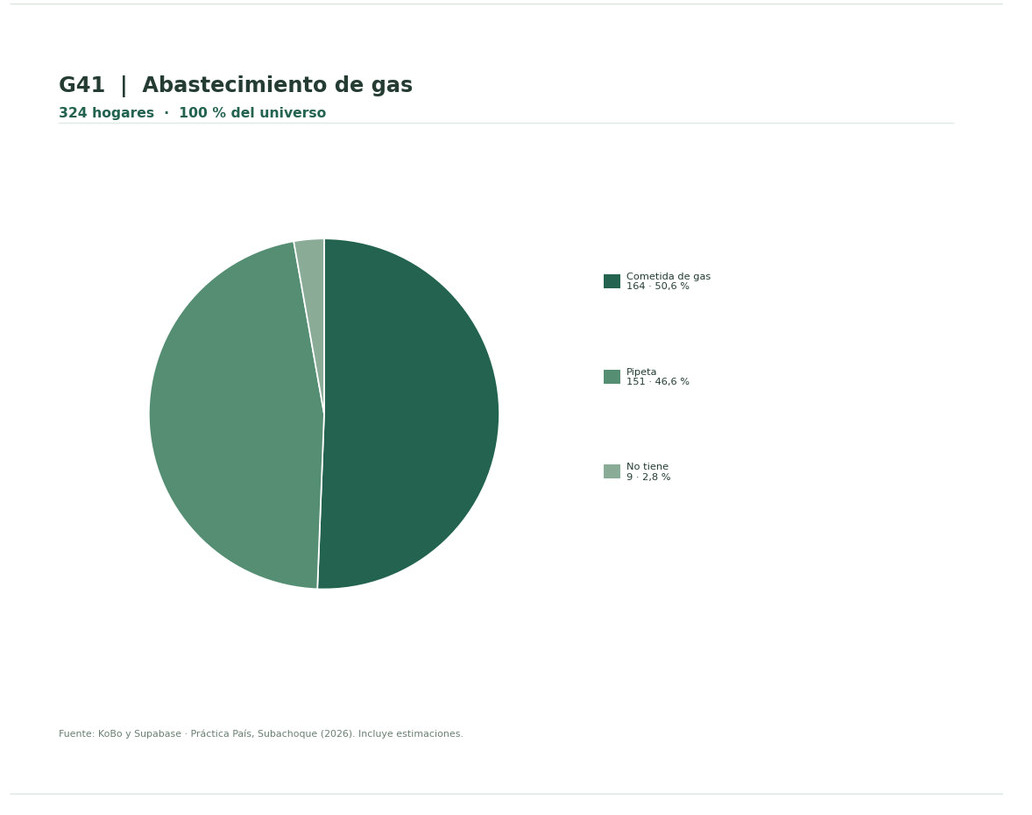 G41 | Abastecimiento de gas
324 hogares · 100 % del universo
Cometida de gas
164 · 50,6 %
Pipeta
151 · 46,6 %
No tiene
9 · 2,8 %
Fuente: KoBo y Supabase · Práctica País, Subachoque (2026). Incluye estimaciones.